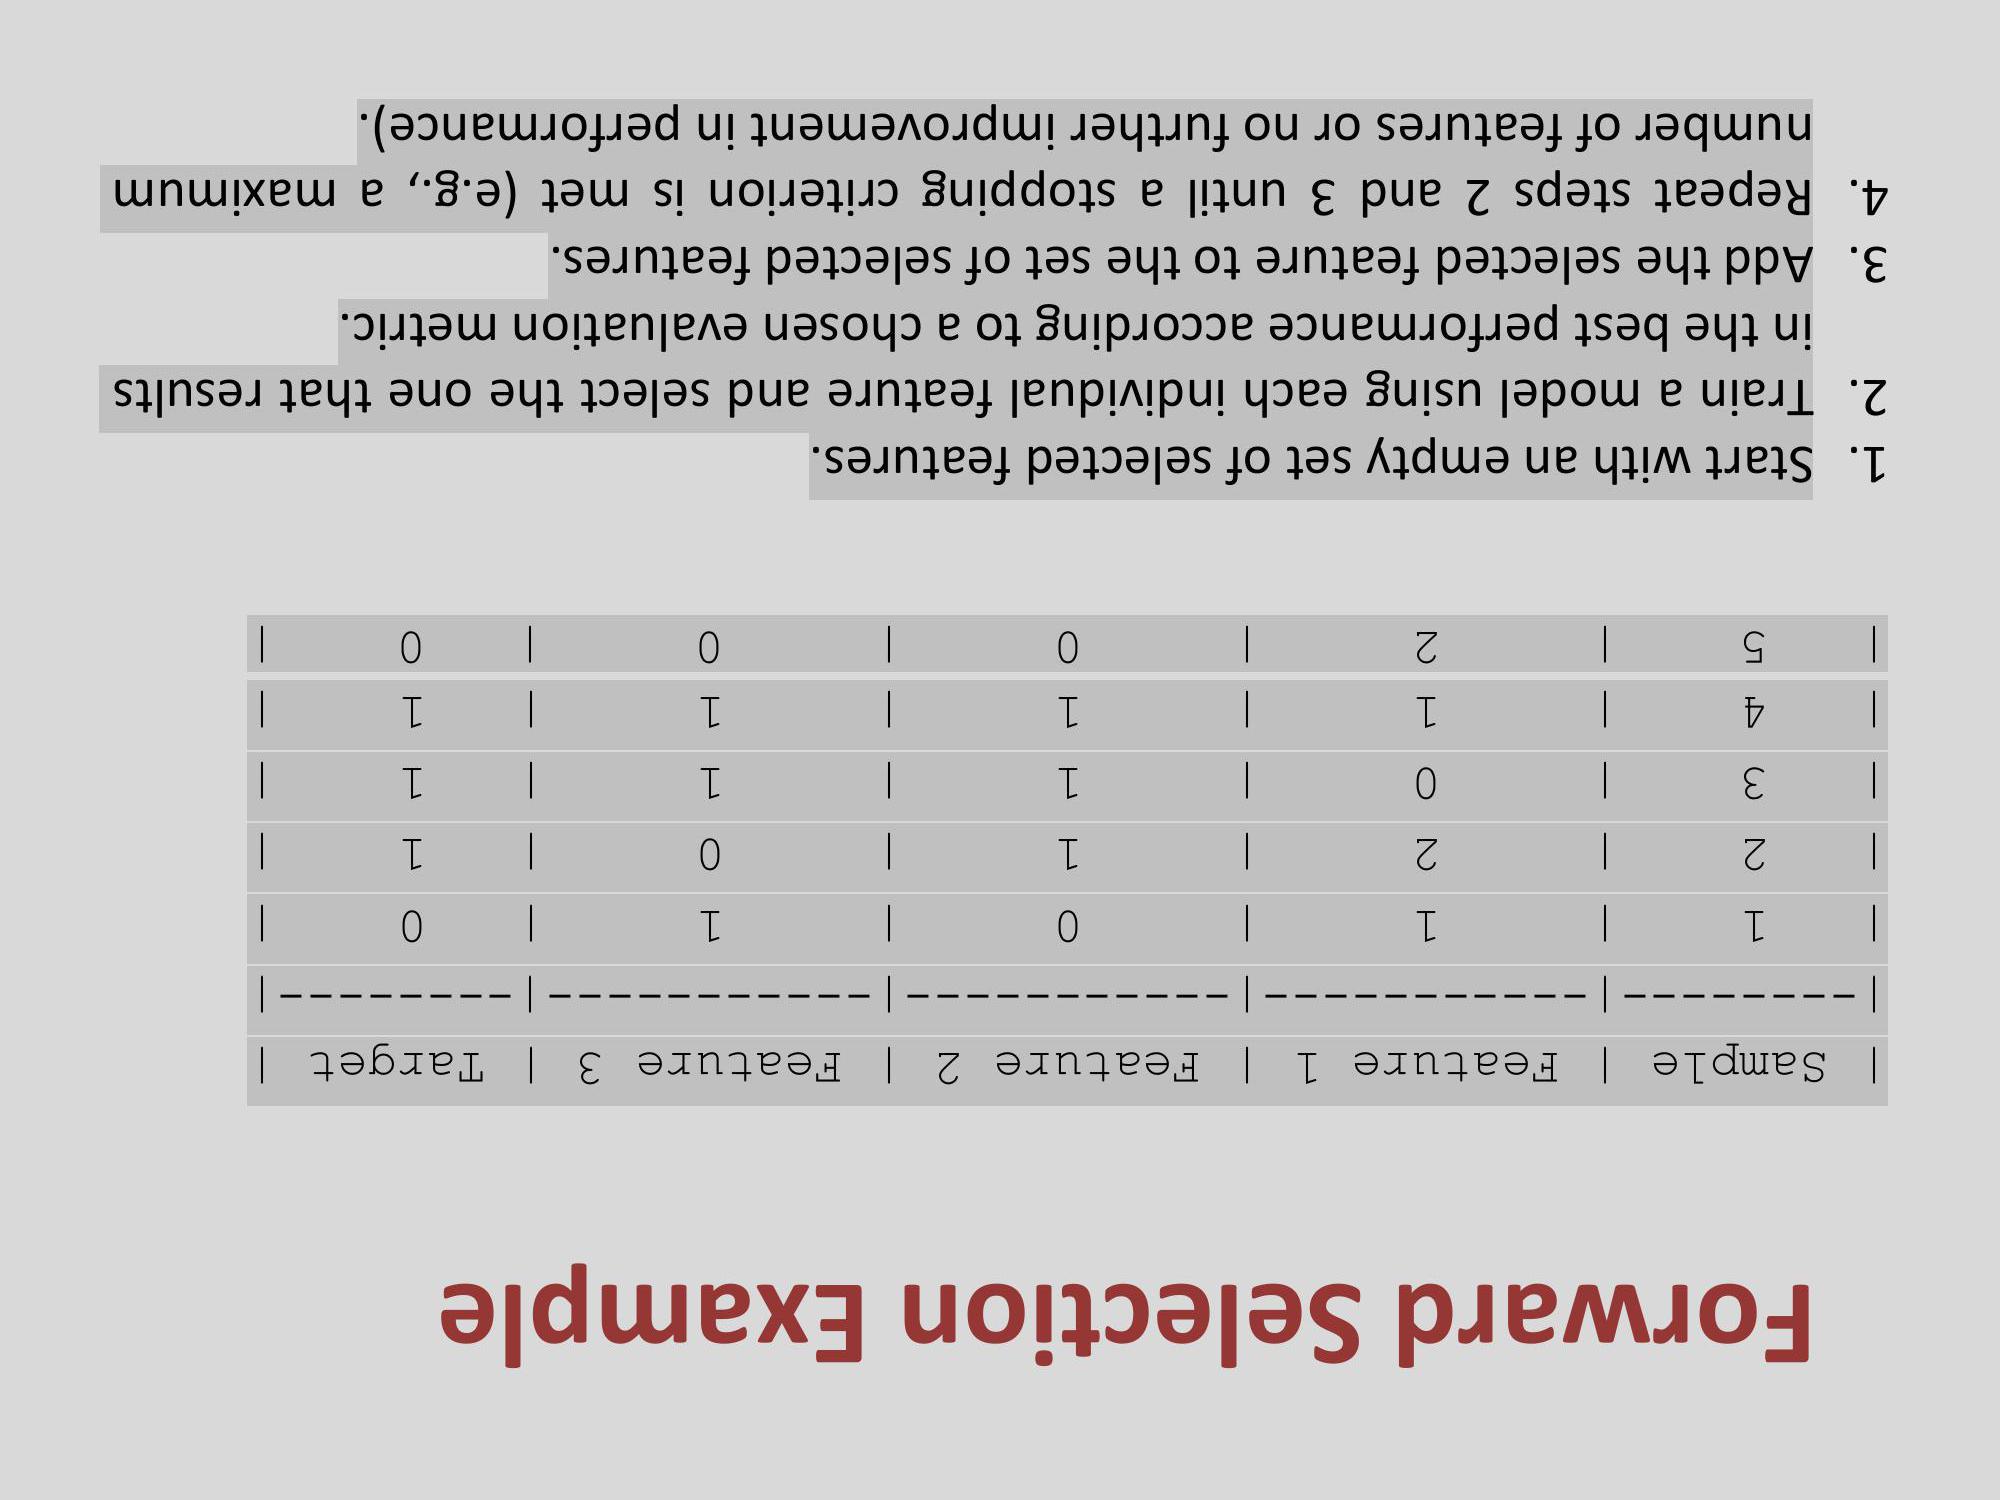 Forward Selection Example
| Sample | Feature 1 | Feature 2 | Feature 3 | Target |
|--------|-----------|-----------|-----------|--------|
| 1 | 1 | 0 | 1 | 0 |
| 2 | 2 | 1 | 0 | 1 |
| 3 | 0 | 1 | 1 | 1 |
| 4 | 1 | 1 | 1 | 1 |
| 5 | 2 | 0 | 0 | 0 |
1. Start with an empty set of selected features.
2. Train a model using each individual feature and select the one that results
in the best performance according to a chosen evaluation metric.
3. Add the selected feature to the set of selected features.
4. Repeat steps 2 and 3 until a stopping criterion is met (e.g., a maximum
number of features or no further improvement in performance).